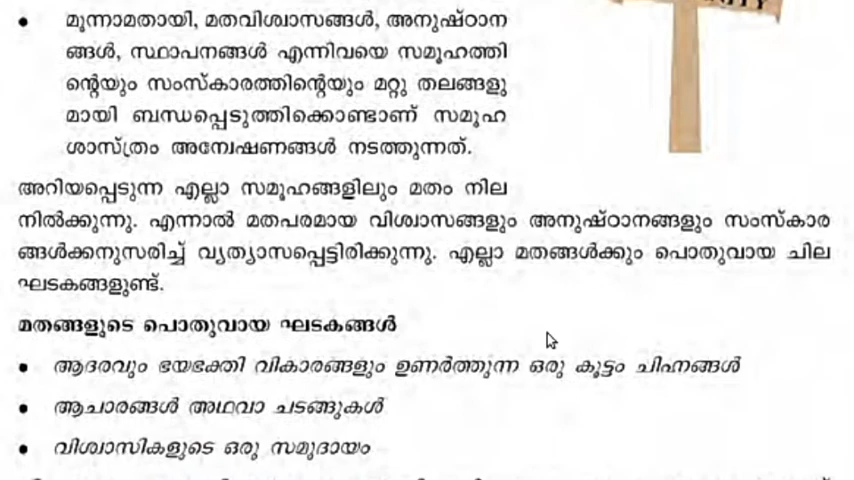 • മൂന്നാമതായി, മതവിശ്വാസങ്ങൾ, അനുഷ്ഠാന
ങ്ങൾ, സ്ഥാപനങ്ങൾ എന്നിവയെ സമൂഹത്തി
ന്റെയും സംസ്കാരത്തിന്റെയും മറ്റു തലങ്ങളു
മായി ബന്ധപ്പെടുത്തിക്കൊണ്ടാണ് സമൂഹ
ശാസ്ത്രം അന്വേഷണങ്ങൾ നടത്തുന്നത്.
അറിയപ്പെടുന്ന എല്ലാ സമൂഹങ്ങളിലും മതം നില
നിൽക്കുന്നു. എന്നാൽ മതപരമായ വിശ്വാസങ്ങളും അനുഷ്ഠാനങ്ങളും സംസ്കാര
ങ്ങൾക്കനുസരിച്ച് വ്യത്യാസപ്പെട്ടിരിക്കുന്നു. എല്ലാ മതങ്ങൾക്കും പൊതുവായ ചില
ഘടകങ്ങളുണ്ട്.
മതങ്ങളുടെ പൊതുവായ ഘടകങ്ങൾ
• ആദരവും ഭയഭക്തി വികാരങ്ങളും ഉണർത്തുന്ന ഒരു കൂട്ടം ചിഹ്നങ്ങൾ
• ആചാരങ്ങൾ അഥവാ ചടങ്ങുകൾ
• വിശ്വാസികളുടെ ഒരു സമുദായം